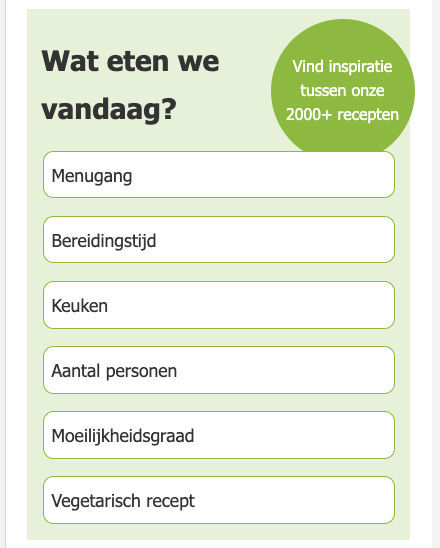 Wat eten we
vandaag?
Vind inspiratie
tussen onze
2000+ recepten
Menugang
Bereidingstijd
Keuken
Aantal personen
Moeilijkheidsgraad
Vegetarisch recept